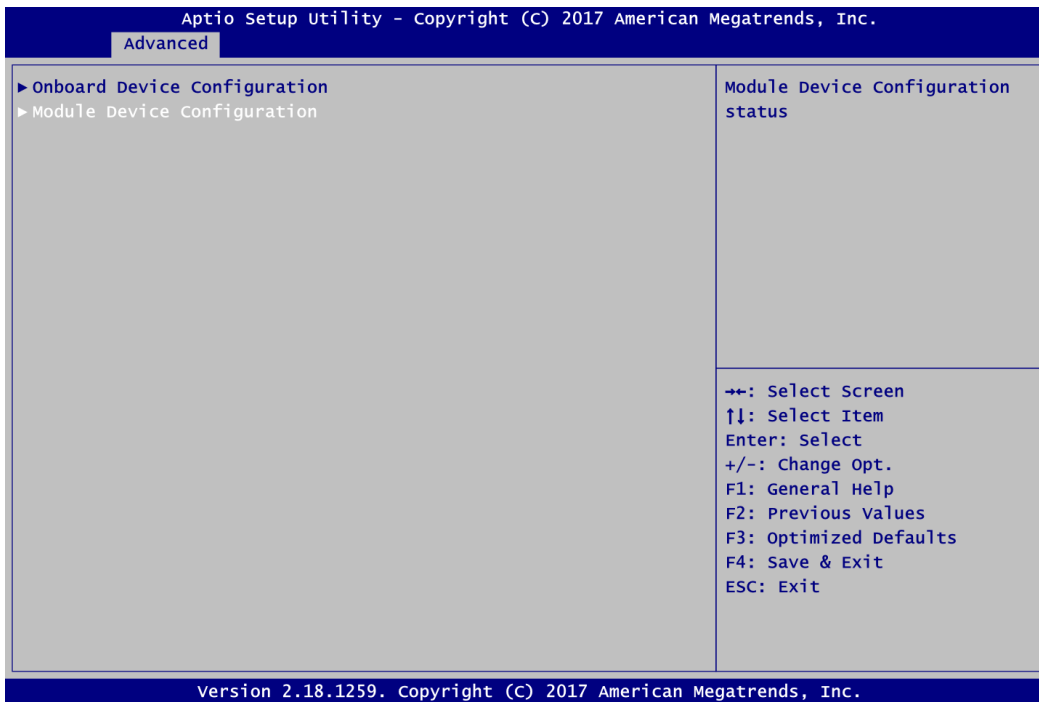 Aptio Setup Utility - Copyright (C) 2017 American Megatrends, Inc.
Advanced
►Onboard Device Configuration
►Module Device Configuration
Module Device Configuration
status
→←: Select Screen
↑↓: Select Item
Enter: Select
+/-: Change Opt.
F1: General Help
F2: Previous Values
F3: Optimized Defaults
F4: Save & Exit
ESC: Exit
Version 2.18.1259. Copyright (C) 2017 American Megatrends, Inc.